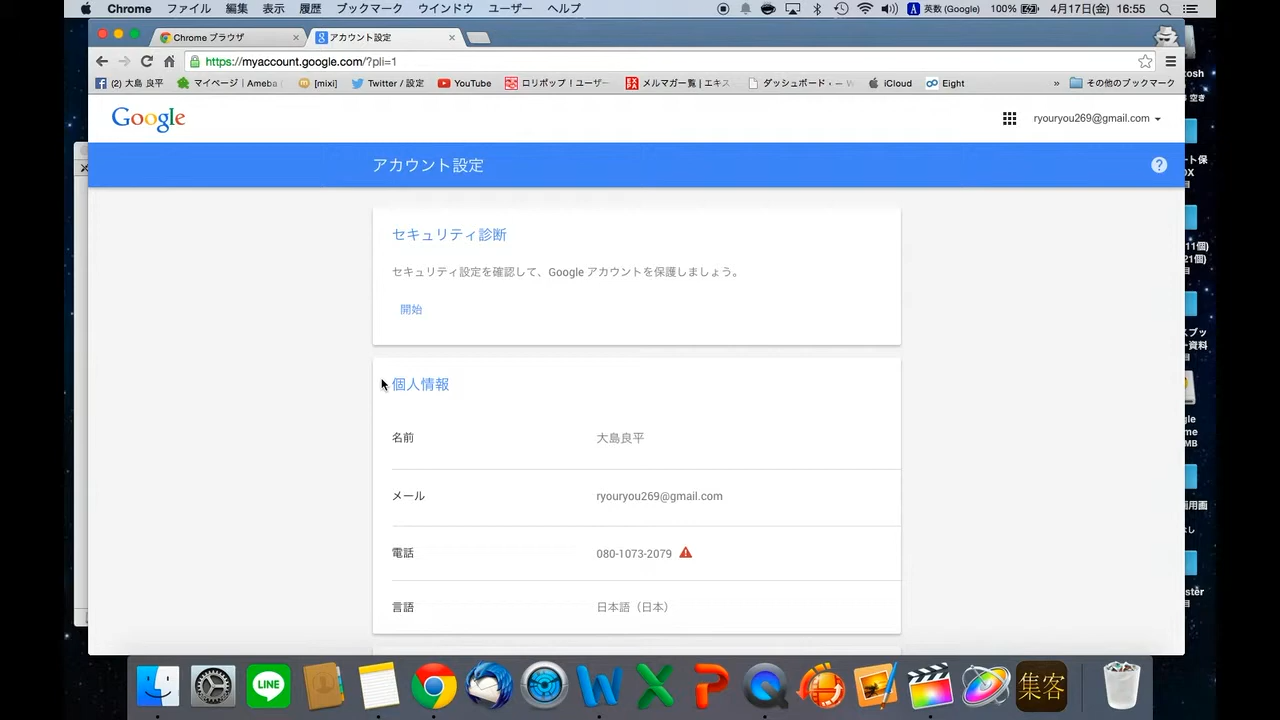 Chrome ファイル 編集 表示 履歴 ブックマーク ウインドウ ユーザー ヘルプ 英数 (Google) 100% 4月17日(金) 16:55
Chrome ブラウザ アカウント設定
https://myaccount.google.com/?pli=1
(2) 大島 良平 マイページ | Ameba [mixi] Twitter / 設定 YouTube ロリポップ！ユーザー メルマガ一覧 | エキス ダッシュボード ‹ iCloud Eight » その他のブックマーク
Google ryouryou269@gmail.com
アカウント設定
セキュリティ診断
セキュリティ設定を確認して、Google アカウントを保護しましょう。
開始
個人情報
名前 大島良平
メール ryouryou269@gmail.com
電話 080-1073-2079
言語 日本語（日本）
LINE
集客